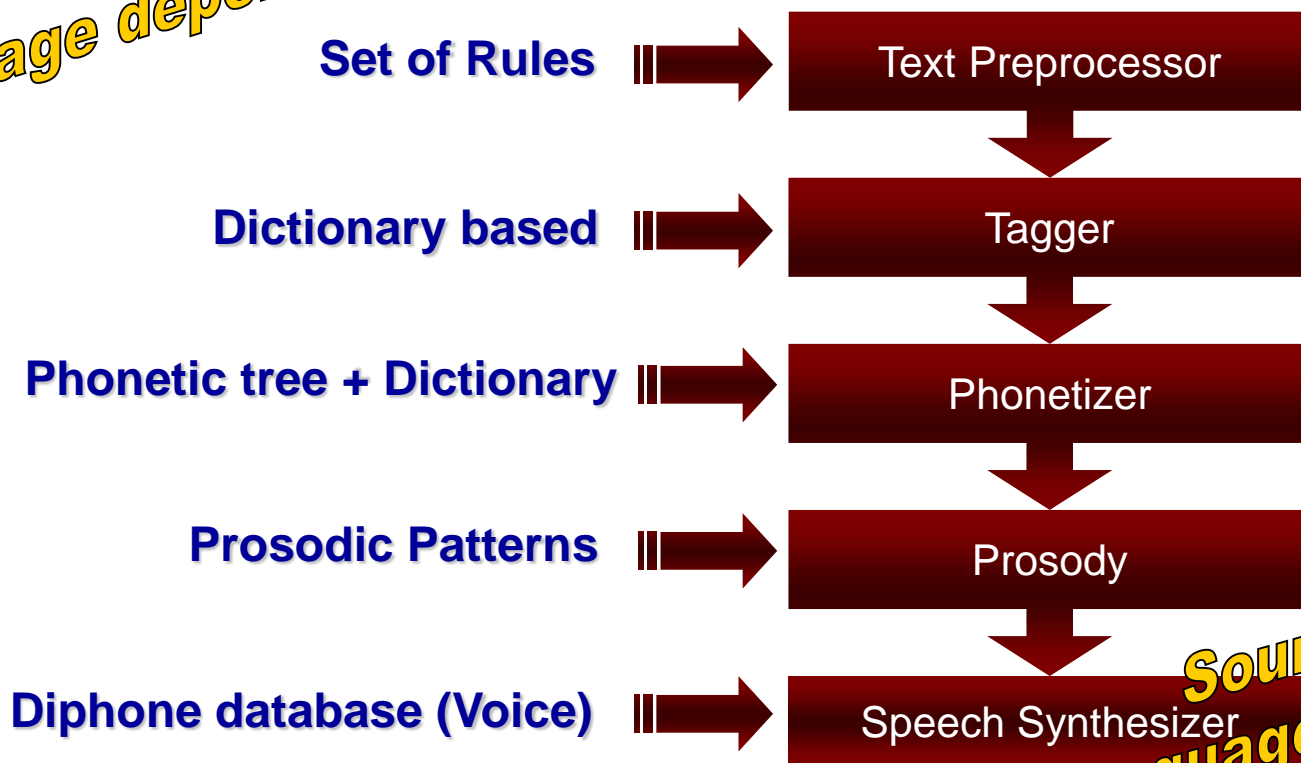 Set of Rules
Text Preprocessor
Dictionary based
Tagger
Phonetic tree + Dictionary
Phonetizer
Prosodic Patterns
Prosody
Diphone database (Voice)
Speech Synthesizer